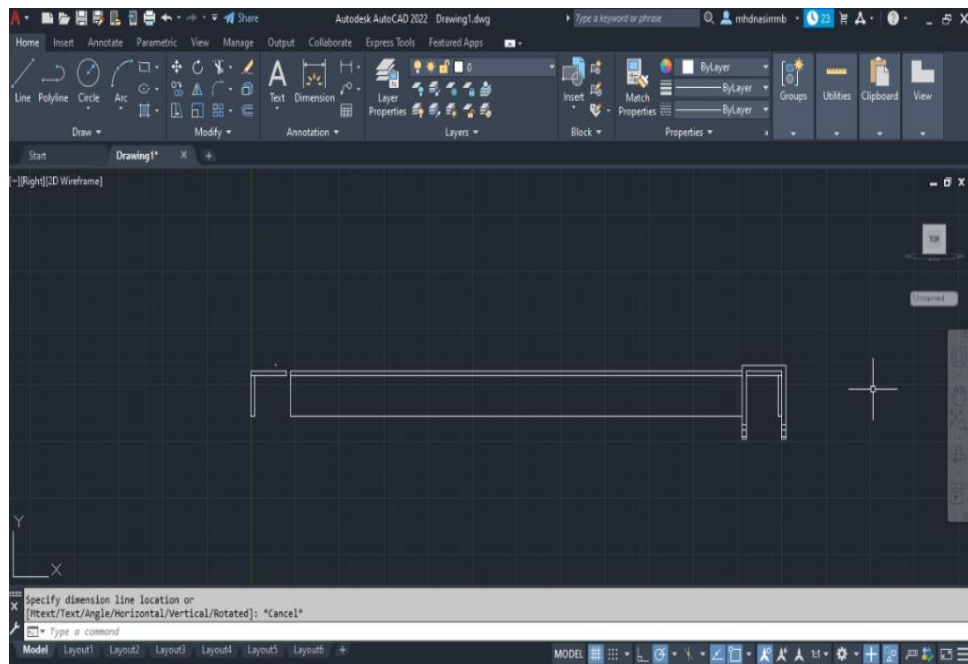 Share
Autodesk AutoCAD 2022 Drawing1.dwg
Type a keyword or phrase
mhdnasirmb
23
Home Insert Annotate Parametric View Manage Output Collaborate Express Tools Featured Apps
Line Polyline Circle Arc
Text Dimension
Layer
Properties
0
Insert
Match
Properties
ByLayer
ByLayer
ByLayer
Groups Utilities Clipboard View
Draw Modify Annotation Layers Block Properties
Start Drawing1* X +
[-][Right][2D Wireframe]
TOP
Unnamed
Y
X
Specify dimension line location or
[Mtext/Text/Angle/Horizontal/Vertical/Rotated]: *Cancel*
Type a command
Model Layout1 Layout2 Layout3 Layout4 Layout5 Layout6 +
MODEL 1:1